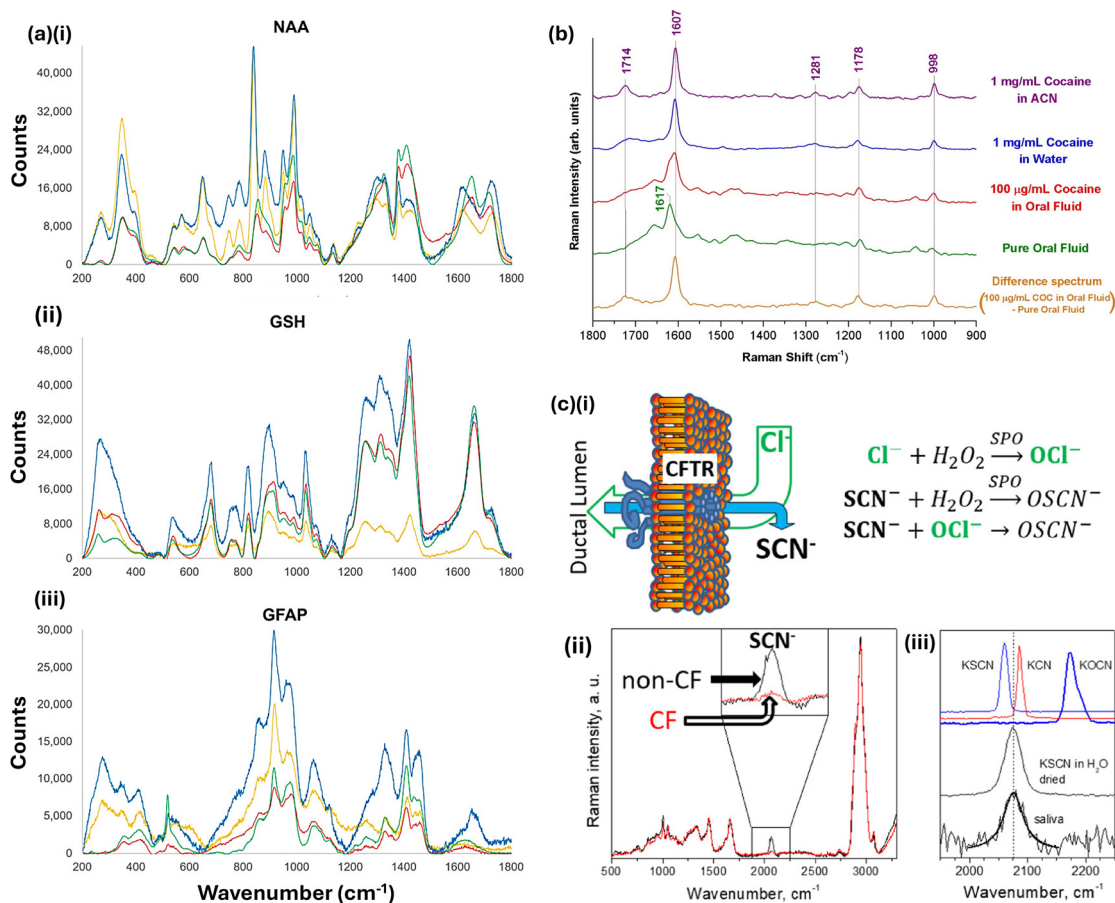 (a)(i)
NAA
Counts
40,000
32,000
24,000
16,000
8,000
0
200 400 600 800 1000 1200 1400 1600 1800
(ii)
GSH
Counts
48,000
40,000
32,000
24,000
16,000
8,000
0
200 400 600 800 1000 1200 1400 1600 1800
(iii)
GFAP
Counts
30,000
25,000
20,000
15,000
10,000
5,000
0
200 400 600 800 1000 1200 1400 1600 1800
Wavenumber (cm⁻¹)
(b)
1714
1607
1281
1178
998
1617
Raman Intensity (arb. units)
1 mg/mL Cocaine
in ACN
1 mg/mL Cocaine
in Water
100 μg/mL Cocaine
in Oral Fluid
Pure Oral Fluid
Difference spectrum
(100 μg/mL COC in Oral Fluid
- Pure Oral Fluid)
1800 1700 1600 1500 1400 1300 1200 1100 1000 900
Raman Shift (cm⁻¹)
(c)(i)
Ductal Lumen
CFTR
Cl⁻
SCN⁻
Cl⁻ + H₂O₂ SPO → OCl⁻
SCN⁻ + H₂O₂ SPO → OSCN⁻
SCN⁻ + OCl⁻ → OSCN⁻
(ii)
SCN⁻
non-CF
CF
Raman intensity, a. u.
500 1000 1500 2000 2500 3000
Wavenumber, cm⁻¹
(iii)
KSCN
KCN
KOCN
KSCN in H₂O
dried
saliva
2000 2100 2200
Wavenumber, cm⁻¹